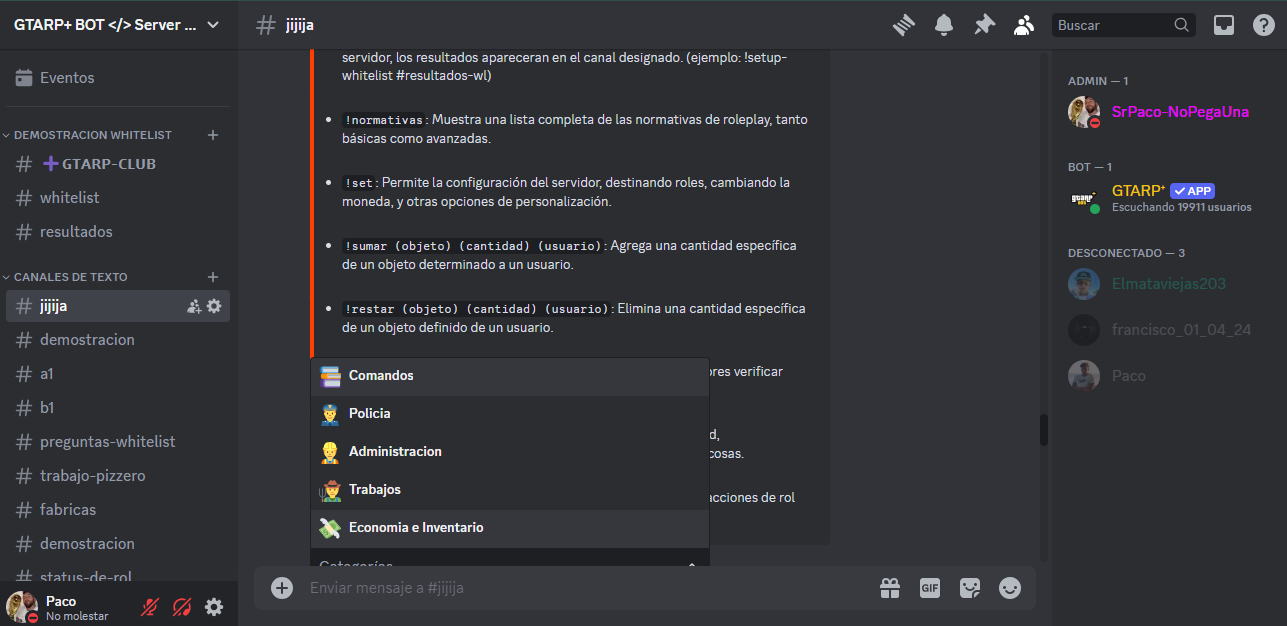 GTARP+ BOT </> Server ...
Eventos
DEMOSTRACION WHITELIST
GTARP-CLUB
whitelist
resultados
CANALES DE TEXTO
jijija
demostracion
a1
b1
preguntas-whitelist
trabajo-pizzero
fabricas
demostracion
status-de-rol
Paco
No molestar
jijija
Buscar
servidor, los resultados apareceran en el canal designado. (ejemplo: !setup-
whitelist #resultados-wl)
• !normativas: Muestra una lista completa de las normativas de roleplay, tanto
básicas como avanzadas.
• !set: Permite la configuración del servidor, destinando roles, cambiando la
moneda, y otras opciones de personalización.
• !sumar (objeto) (cantidad) (usuario): Agrega una cantidad específica
de un objeto determinado a un usuario.
• !restar (objeto) (cantidad) (usuario): Elimina una cantidad específica
de un objeto definido de un usuario.
ores verificar
d,
cosas.
acciones de rol
Comandos
Policia
Administracion
Trabajos
Economia e Inventario
Categorías
Enviar mensaje a #jijija
GIF
ADMIN — 1
SrPaco-NoPegaUna
BOT — 1
GTARP⁺ ✓ APP
Escuchando 19911 usuarios
DESCONECTADO — 3
Elmataviejas203
francisco_01_04_24
Paco